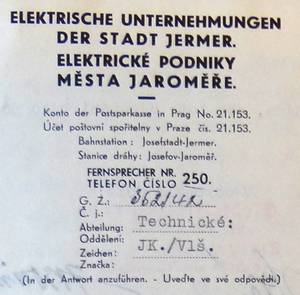 ELEKTRISCHE UNTERNEHMUNGEN
DER STADT JERMER.
ELEKTRICKÉ PODNIKY
MĚSTA JAROMĚŘE.
Konto der Postsparkasse in Prag No. 21.153.
Účet poštovní spořitelny v Praze čís. 21.153.
Bahnstation: Josefstadt-Jermer.
Stanice dráhy: Josefov-Jaroměř.
FERNSPRECHER NR.
TELEFON ČÍSLO 250.
G. Z.: 362/42
Č. j.:
Abteilung: Technické:
Oddělení:
Zeichen: JK./Vlš.
Značka:
(In der Antwort anzuführen. - Uveďte ve své odpovědi.)